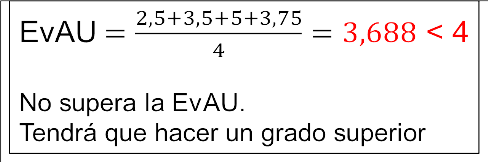 EvAU = \frac{2,5+3,5+5+3,75}{4} = 3,688 < 4
No supera la EvAU.
Tendrá que hacer un grado superior